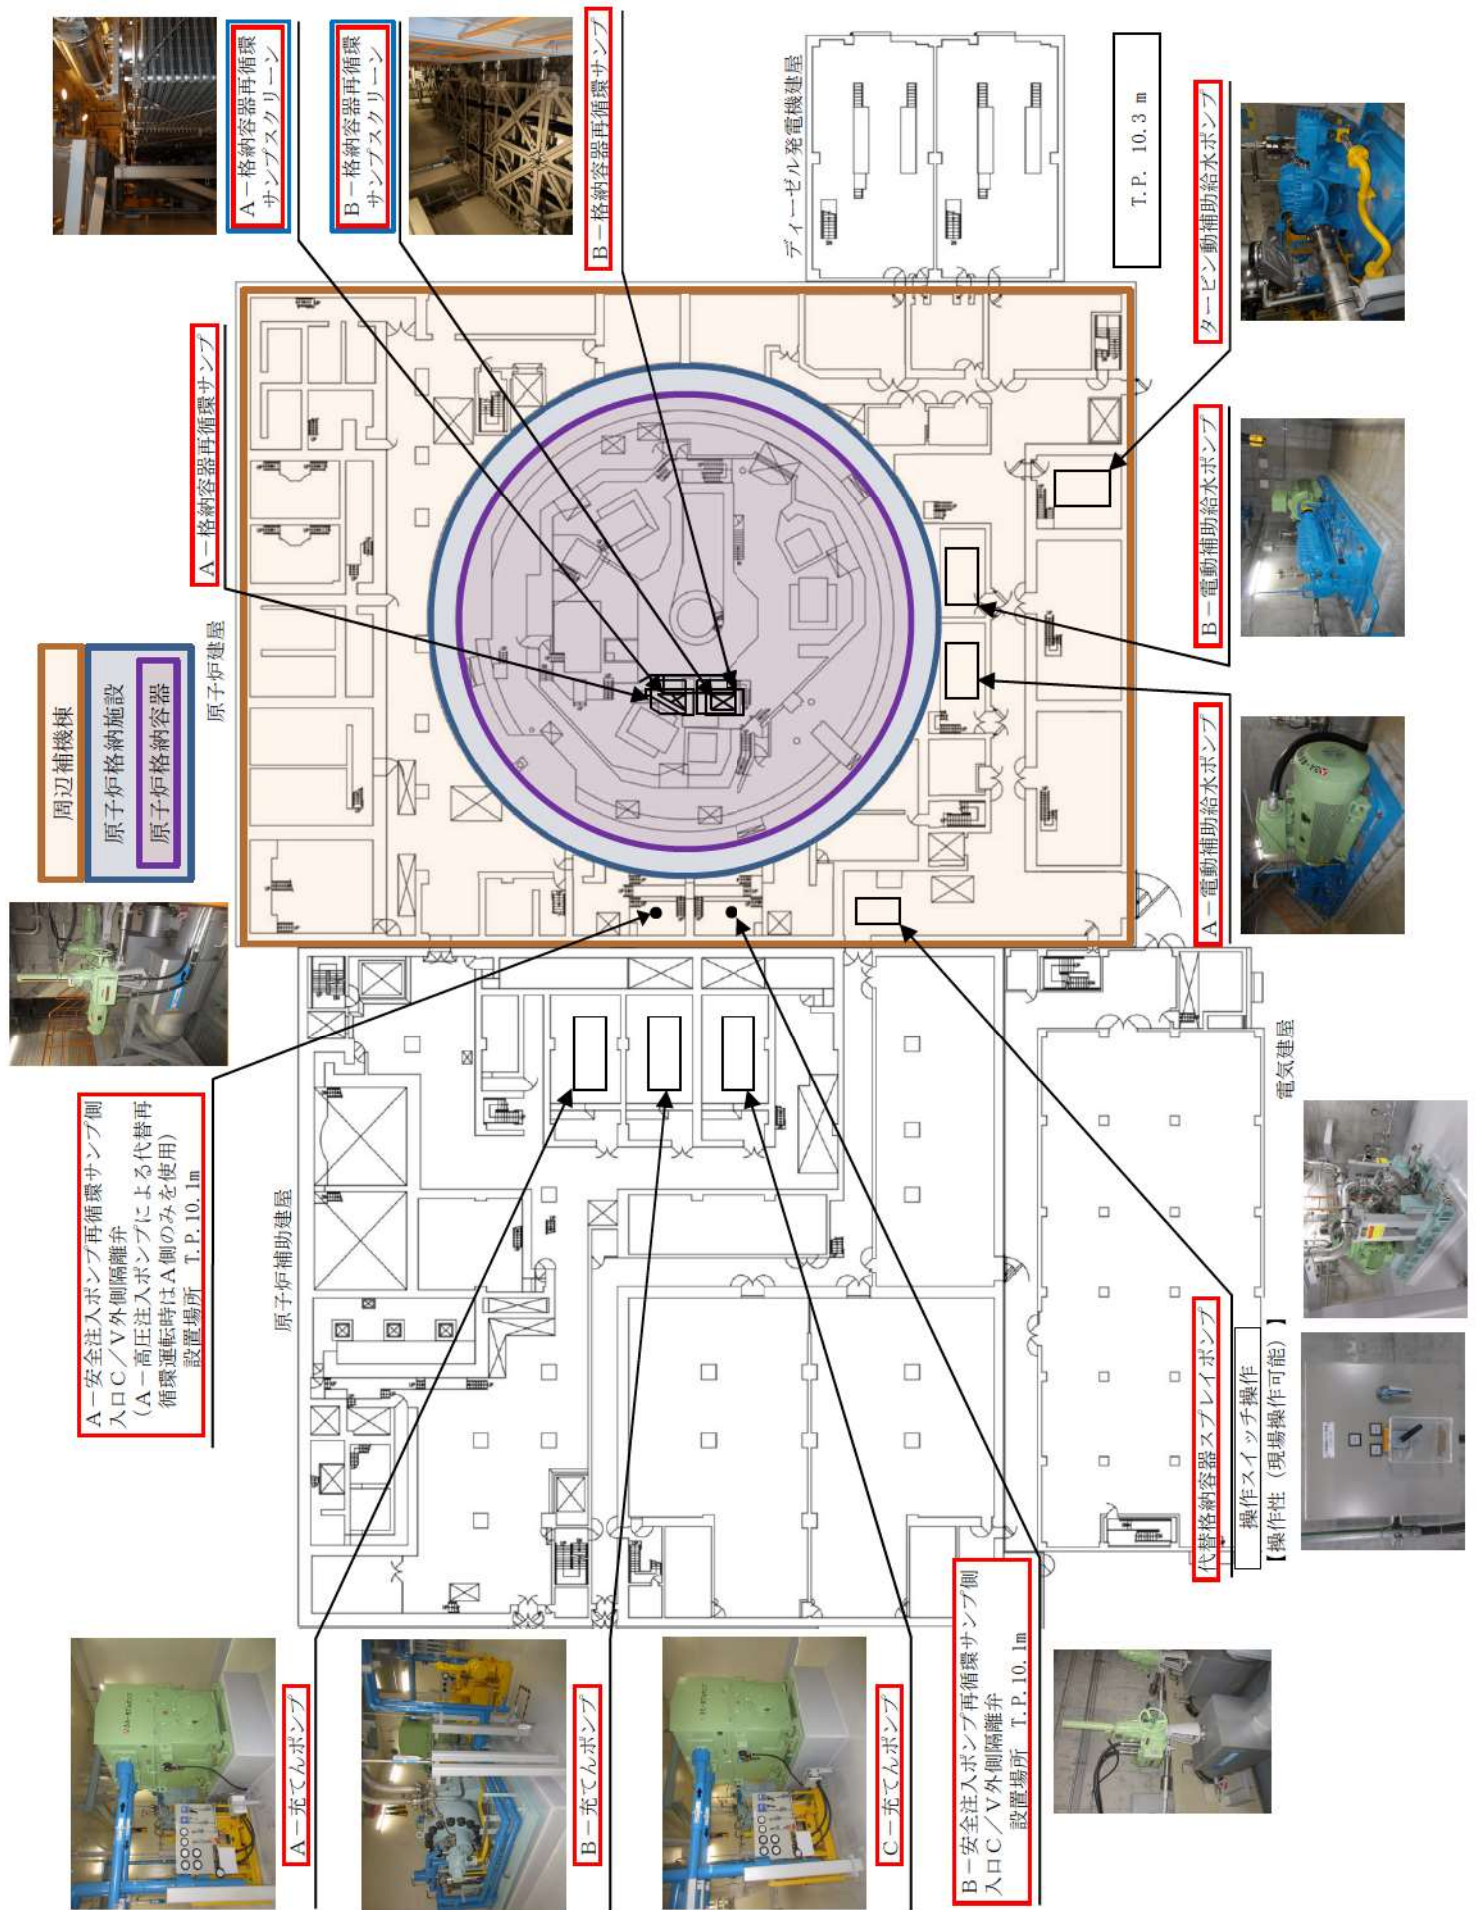 周辺補機棟
原子炉格納施設
原子炉格納容器
原子炉建屋
A－格納容器再循環サンプ
A－格納容器再循環
サンプスクリーン
B－格納容器再循環
サンプスクリーン
B－格納容器再循環サンプ
ディーゼル発電機建屋
T.P. 10.3 m
タービン動補助給水ポンプ
B－電動補助給水ポンプ
A－電動補助給水ポンプ
A－安全注入ポンプ再循環サンプ側
入口C／V外側隔離弁
(A－高圧注入ポンプによる代替再
循環運転時はA側のみを使用)
設置場所 T.P.10.1m
原子炉補助建屋
電気建屋
代替格納容器スプレイポンプ
操作スイッチ操作
【操作性（現場操作可能）】
A－充てんポンプ
B－充てんポンプ
C－充てんポンプ
B－安全注入ポンプ再循環サンプ側
入口C／V外側隔離弁
設置場所 T.P.10.1m